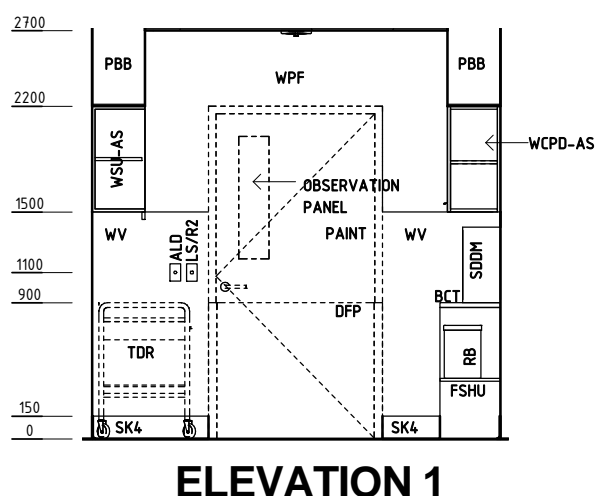 2700
PBB
WPF
PBB
2200
WSU-AS
WCPD-AS
OBSERVATION
PANEL
1500
WV
ALD
LS/R2
PAINT
WV
SDDM
1100
900
BCT
DFP
TDR
RB
FSHU
150
SK4
SK4
0
ELEVATION 1